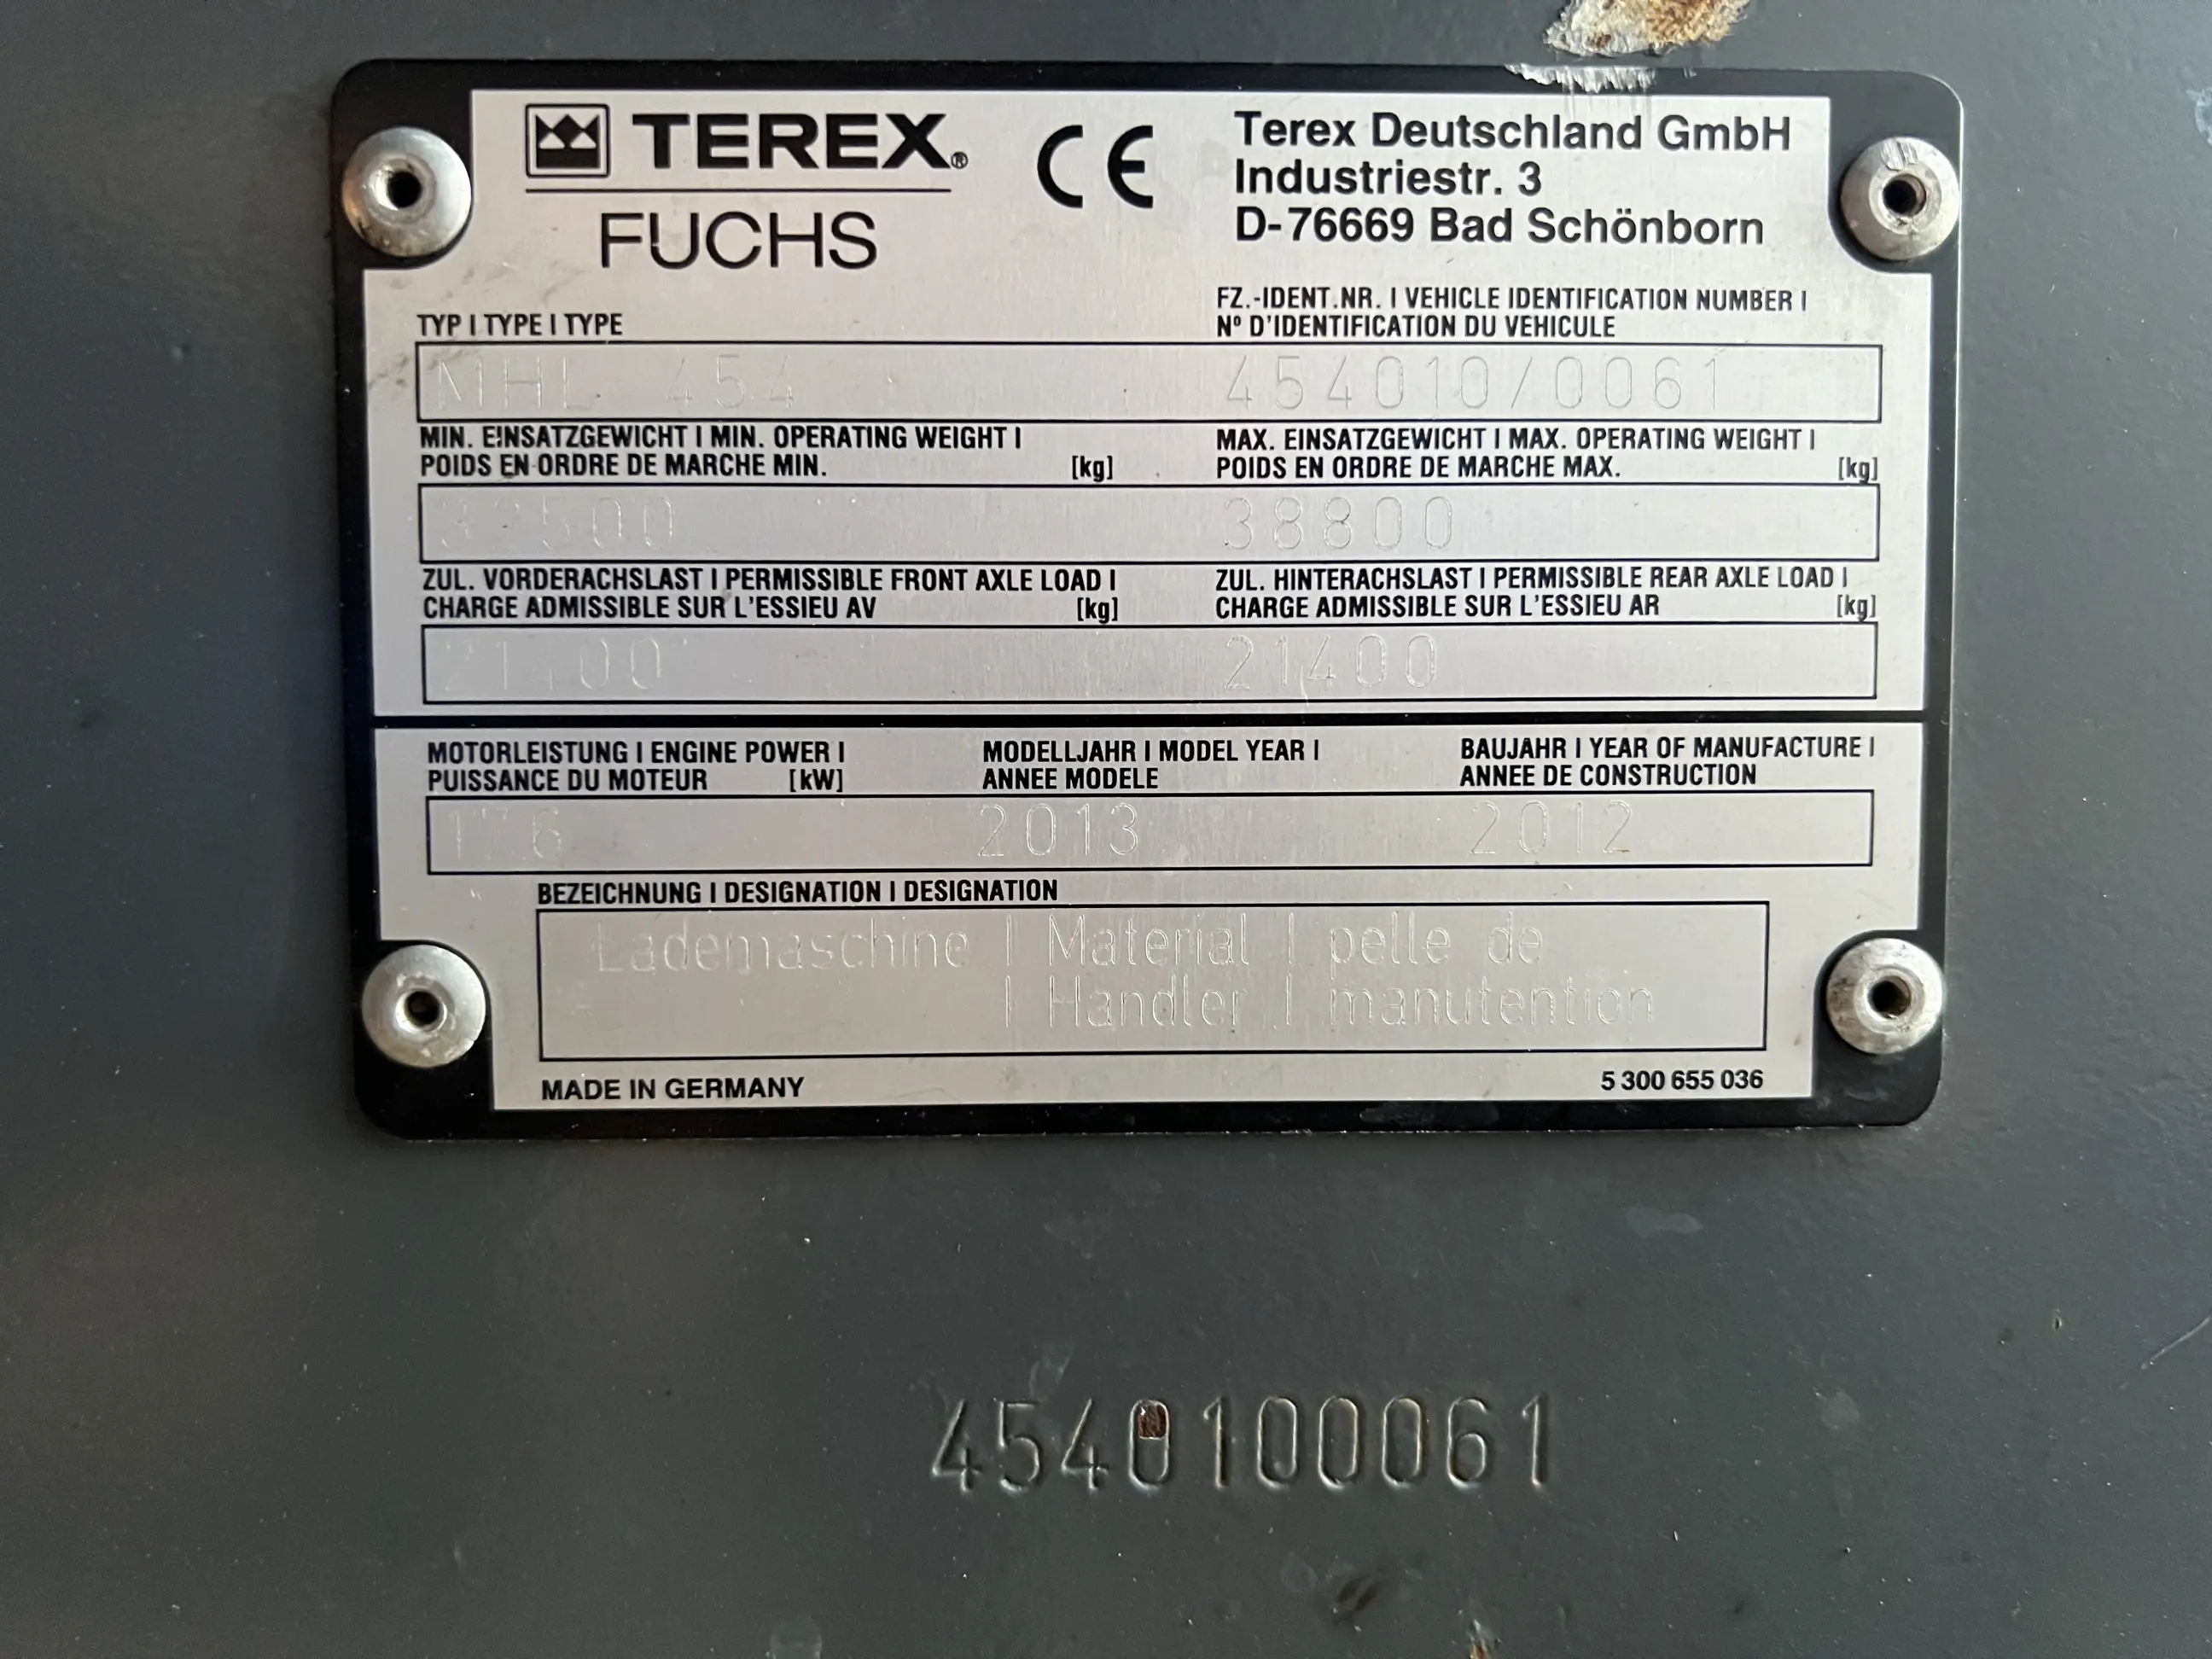 TEREX®
FUCHS
CE
Terex Deutschland GmbH
Industriestr. 3
D-76669 Bad Schönborn
TYP | TYPE | TYPE
FZ.-IDENT.NR. | VEHICLE IDENTIFICATION NUMBER |
Nº D'IDENTIFICATION DU VEHICULE
MHL 454
454010/0061
MIN. EINSATZGEWICHT | MIN. OPERATING WEIGHT |
POIDS EN ORDRE DE MARCHE MIN. [kg]
MAX. EINSATZGEWICHT | MAX. OPERATING WEIGHT |
POIDS EN ORDRE DE MARCHE MAX. [kg]
38800
ZUL. VORDERACHSLAST | PERMISSIBLE FRONT AXLE LOAD |
CHARGE ADMISSIBLE SUR L'ESSIEU AV [kg]
ZUL. HINTERACHSLAST | PERMISSIBLE REAR AXLE LOAD |
CHARGE ADMISSIBLE SUR L'ESSIEU AR [kg]
21400
MOTORLEISTUNG | ENGINE POWER |
PUISSANCE DU MOTEUR [kW]
MODELLJAHR | MODEL YEAR |
ANNEE MODELE
BAUJAHR | YEAR OF MANUFACTURE |
ANNEE DE CONSTRUCTION
2013
2012
BEZEICHNUNG | DESIGNATION | DESIGNATION
Lademaschine | Material | pelle de
| Handler | manutention
MADE IN GERMANY
5 300 655 036
4540100061